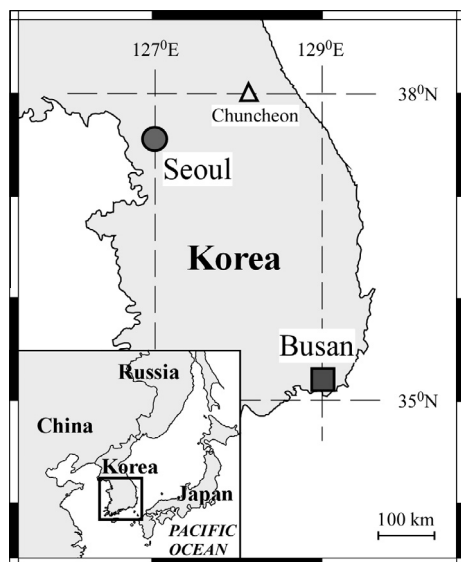 127⁰E
129⁰E
38⁰N
Chuncheon
Seoul
Korea
Busan
35⁰N
Russia
China
Korea
Japan
PACIFIC
OCEAN
100 km